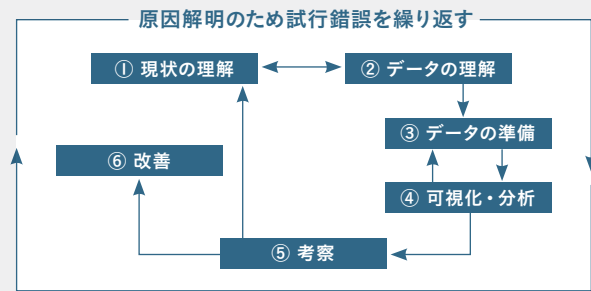 原因解明のため試行錯誤を繰り返す
① 現状の理解
② データの理解
③ データの準備
⑥ 改善
④ 可視化・分析
⑤ 考察